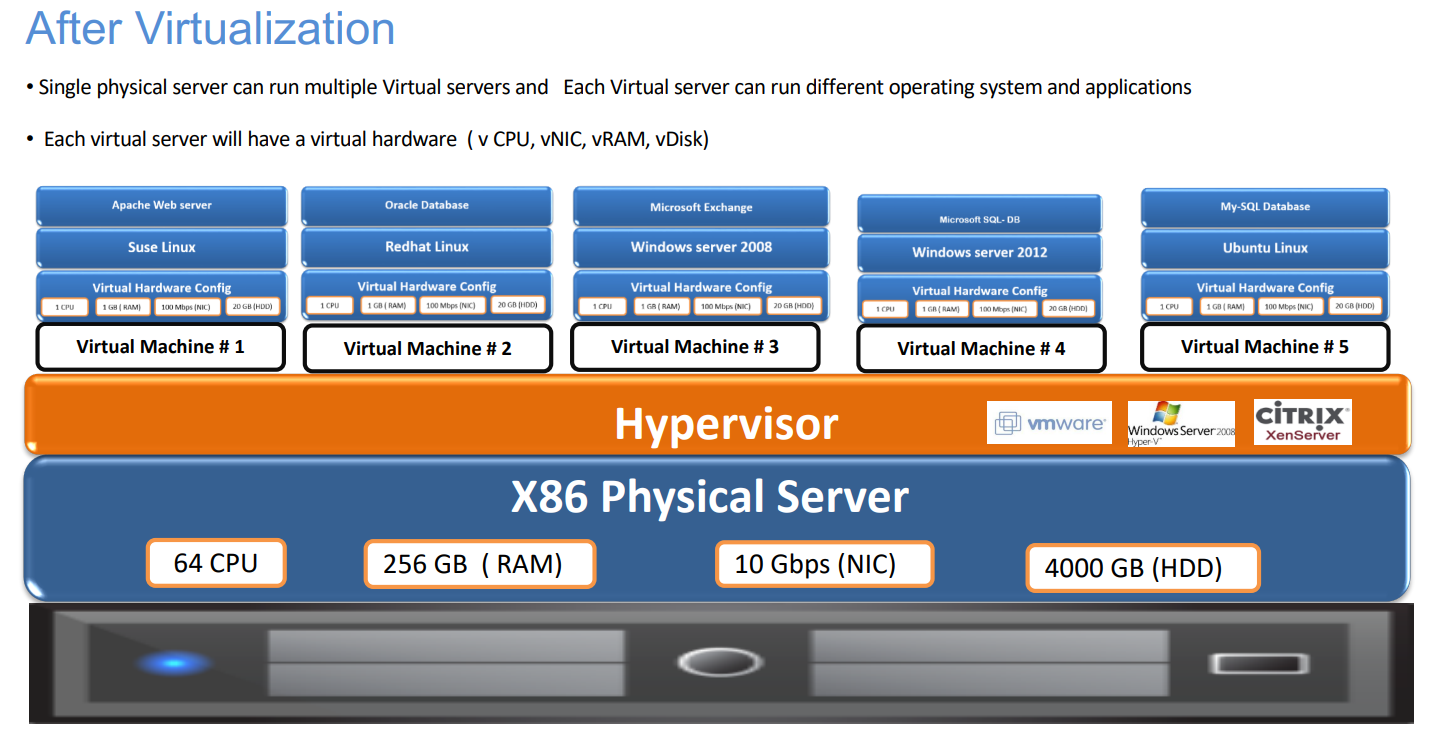 After Virtualization
• Single physical server can run multiple Virtual servers and Each Virtual server can run different operating system and applications
• Each virtual server will have a virtual hardware ( v CPU, vNIC, vRAM, vDisk)
Apache Web server
Suse Linux
Virtual Hardware Config
1 CPU 1 GB ( RAM) 100 Mbps (NIC) 20 GB (HDD)
Virtual Machine # 1
Oracle Database
Redhat Linux
Virtual Hardware Config
1 CPU 1 GB ( RAM) 100 Mbps (NIC) 20 GB (HDD)
Virtual Machine # 2
Microsoft Exchange
Windows server 2008
Virtual Hardware Config
1 CPU 1 GB ( RAM) 100 Mbps (NIC) 20 GB (HDD)
Virtual Machine # 3
Microsoft SQL- DB
Windows server 2012
Virtual Hardware Config
1 CPU 1 GB ( RAM) 100 Mbps (NIC) 20 GB (HDD)
Virtual Machine # 4
My-SQL Database
Ubuntu Linux
Virtual Hardware Config
1 CPU 1 GB ( RAM) 100 Mbps (NIC) 20 GB (HDD)
Virtual Machine # 5
Hypervisor
vmware®
Windows Server 2008
Hyper-V™
CİTRIX®
XenServer
X86 Physical Server
64 CPU
256 GB ( RAM)
10 Gbps (NIC)
4000 GB (HDD)